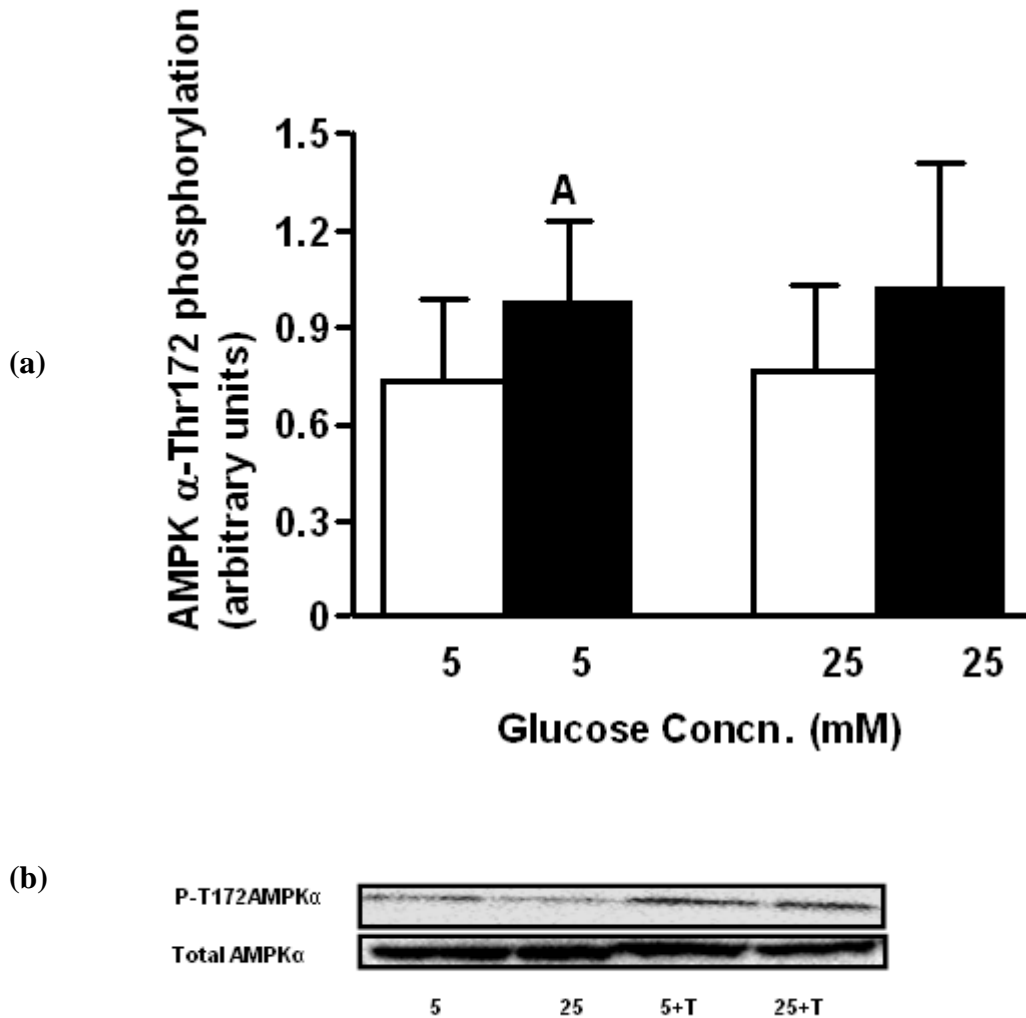 (a)
AMPK α-Thr172 phosphorylation
(arbitrary units)
1.5
1.2
0.9
0.6
0.3
0
A
5 5 25 25
Glucose Concn. (mM)
(b)
P-T172AMPKα
Total AMPKα
5 25 5+T 25+T